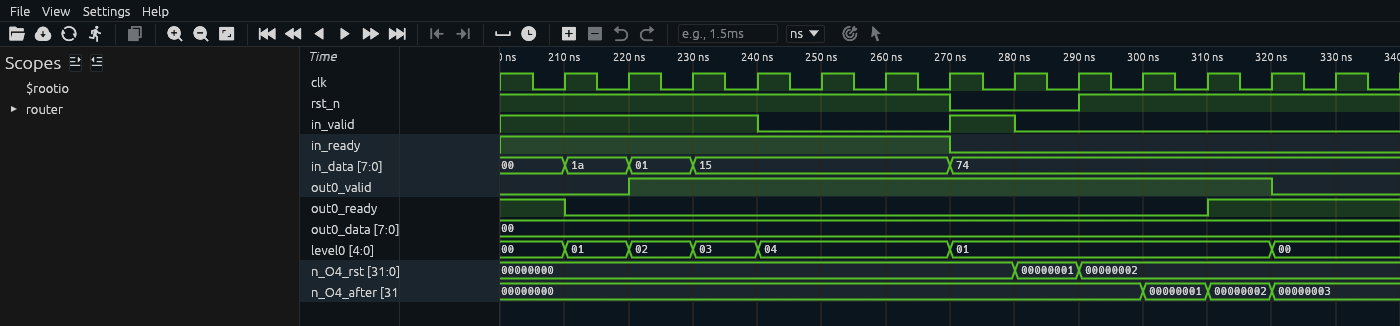 File View Settings Help
e.g., 1.5ms ns
Scopes
$rootio
router
Time 0 ns 210 ns 220 ns 230 ns 240 ns 250 ns 260 ns 270 ns 280 ns 290 ns 300 ns 310 ns 320 ns 330 ns 340
clk
rst_n
in_valid
in_ready
in_data [7:0] 00 1a 01 15 74
out0_valid
out0_ready
out0_data [7:0] 00
level0 [4:0] 00 01 02 03 04 01 00
n_O4_rst [31:0] 00000000 00000001 00000002
n_O4_after [31 00000000 00000001 00000002 00000003